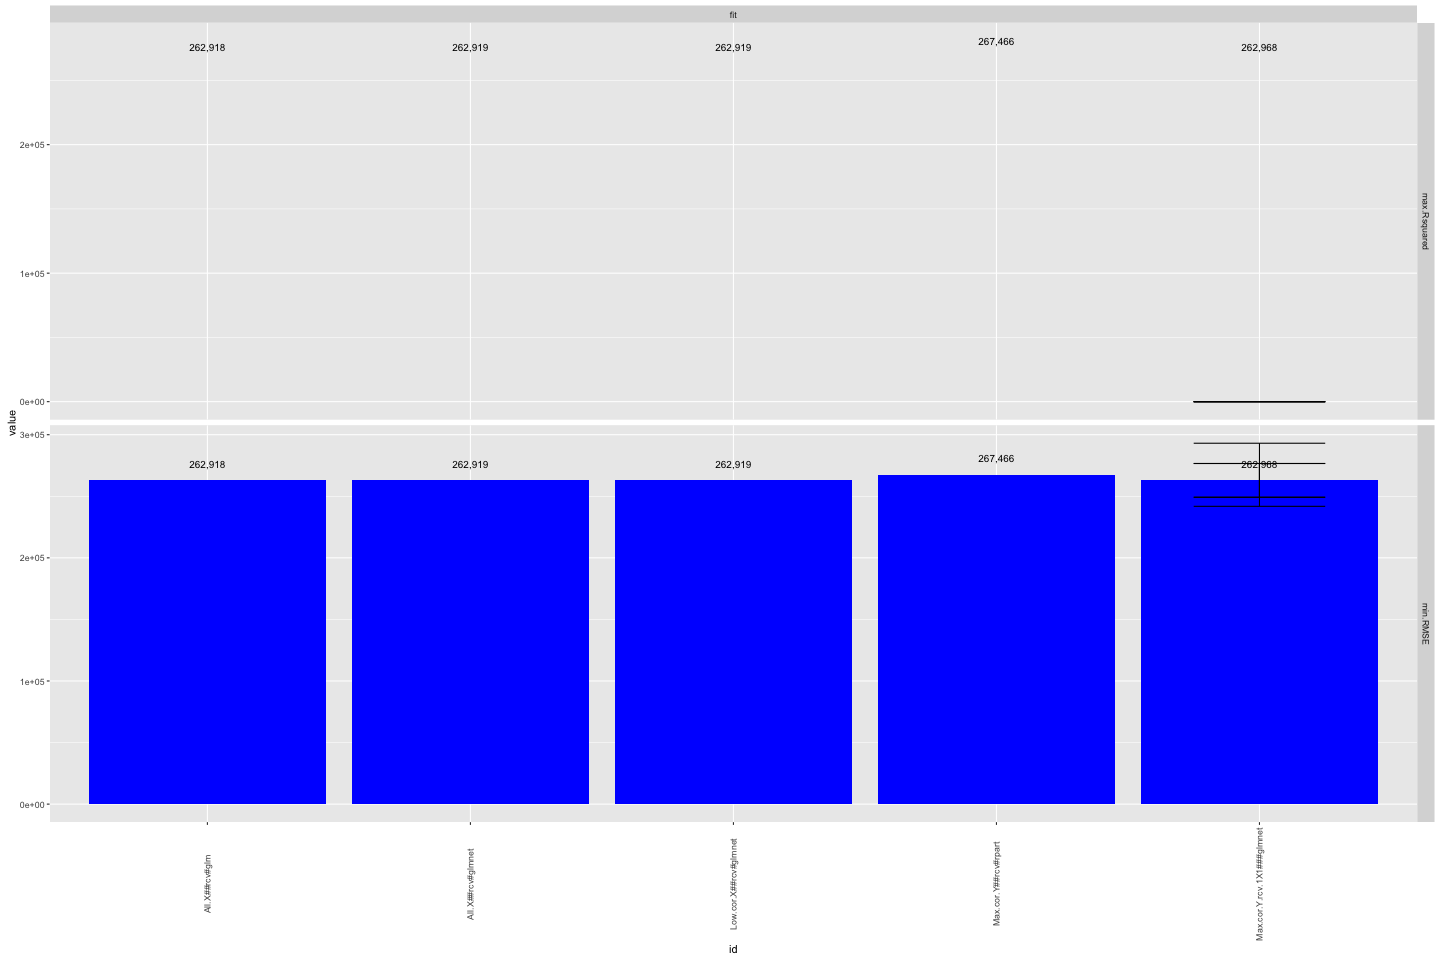 fit
262,918
262,919
262,919
267,466
262,968
2e+05
1e+05
0e+00
max.Rsquared
value
3e+05
262,918
262,919
262,919
267,466
262,968
2e+05
1e+05
0e+00
min.RMSE
All.X##rcv#glm
All.X##rcv#glmnet
Low.cor.X##rcv#glmnet
Max.cor.Y##rcv#rpart
Max.cor.Y.rcv.1X1###glmnet
id